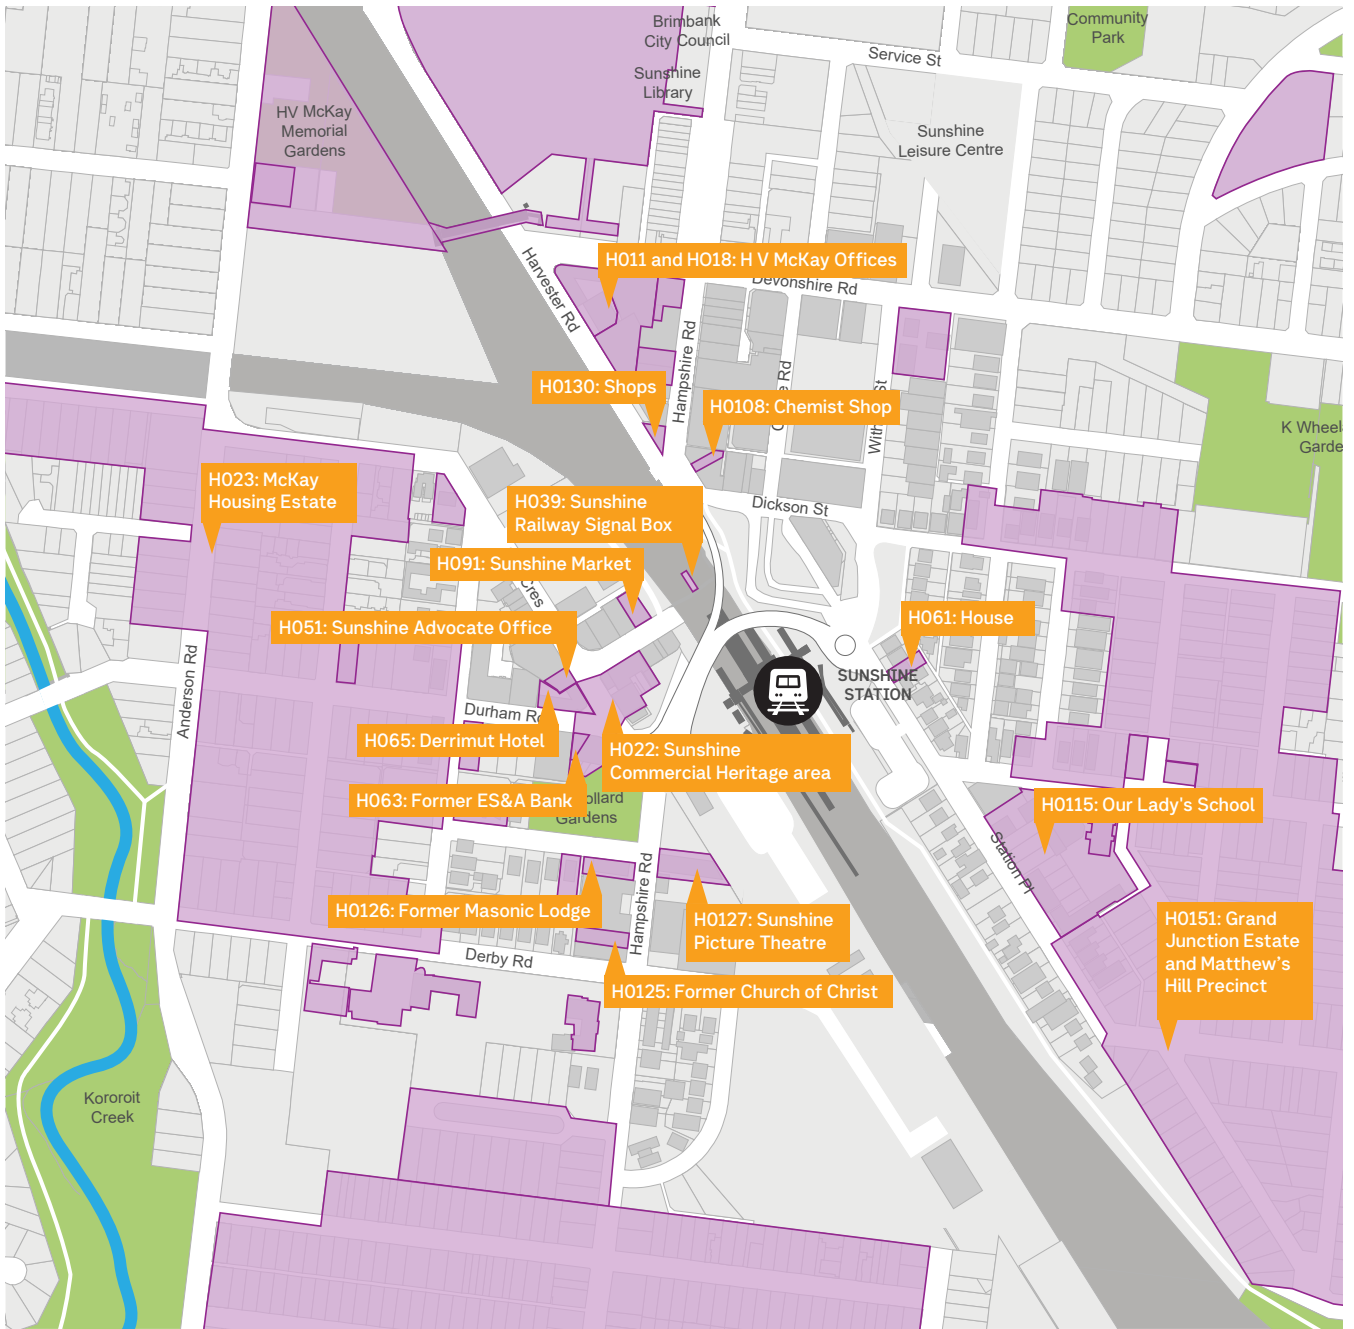 Brimbank
City Council
Community
Park
Service St
Sunshine
Library
HV McKay
Memorial
Gardens
Sunshine
Leisure Centre
H011 and HO18: H V McKay Offices
Harvester Rd
Devonshire Rd
Hampshire Rd
Rd
St
H0130: Shops
H0108: Chemist Shop
K Wheel
Garde
H023: McKay
Housing Estate
H039: Sunshine
Railway Signal Box
Dickson St
H091: Sunshine Market
Cres
H051: Sunshine Advocate Office
H061: House
Anderson Rd
SUNSHINE
STATION
Durham Rd
H065: Derrimut Hotel
H022: Sunshine
Commercial Heritage area
H063: Former ES&A Bank
ollard
Gardens
H0115: Our Lady's School
Station Pl
Hampshire Rd
H0126: Former Masonic Lodge
H0127: Sunshine
Picture Theatre
H0151: Grand
Junction Estate
and Matthew's
Hill Precinct
Derby Rd
H0125: Former Church of Christ
Kororoit
Creek